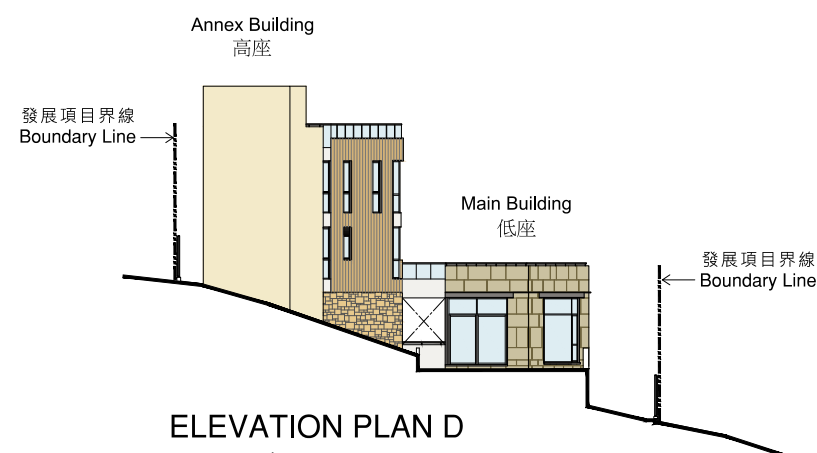 Annex Building
高座
發展項目界線
Boundary Line
Main Building
低座
發展項目界線
Boundary Line
ELEVATION PLAN D